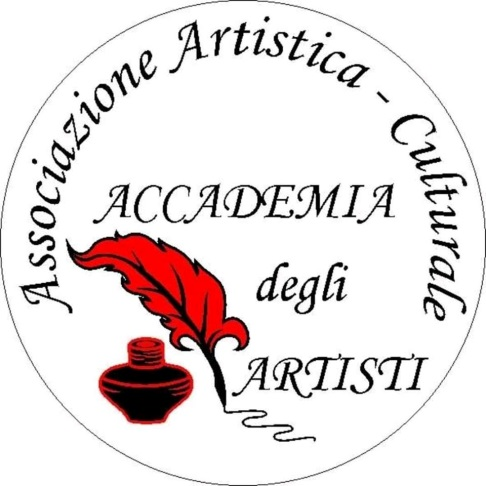 Associazione Artistica - Culturale
ACCADEMIA
degli
ARTISTI